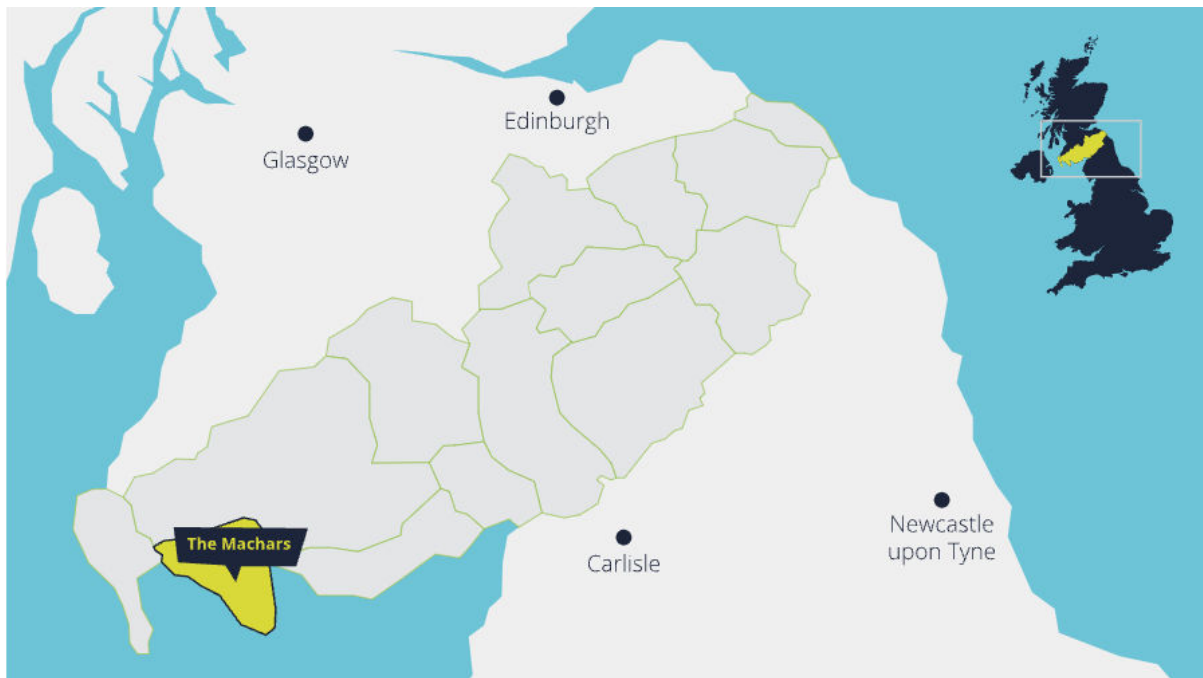 Edinburgh
Glasgow
The Machars
Newcastle
upon Tyne
Carlisle